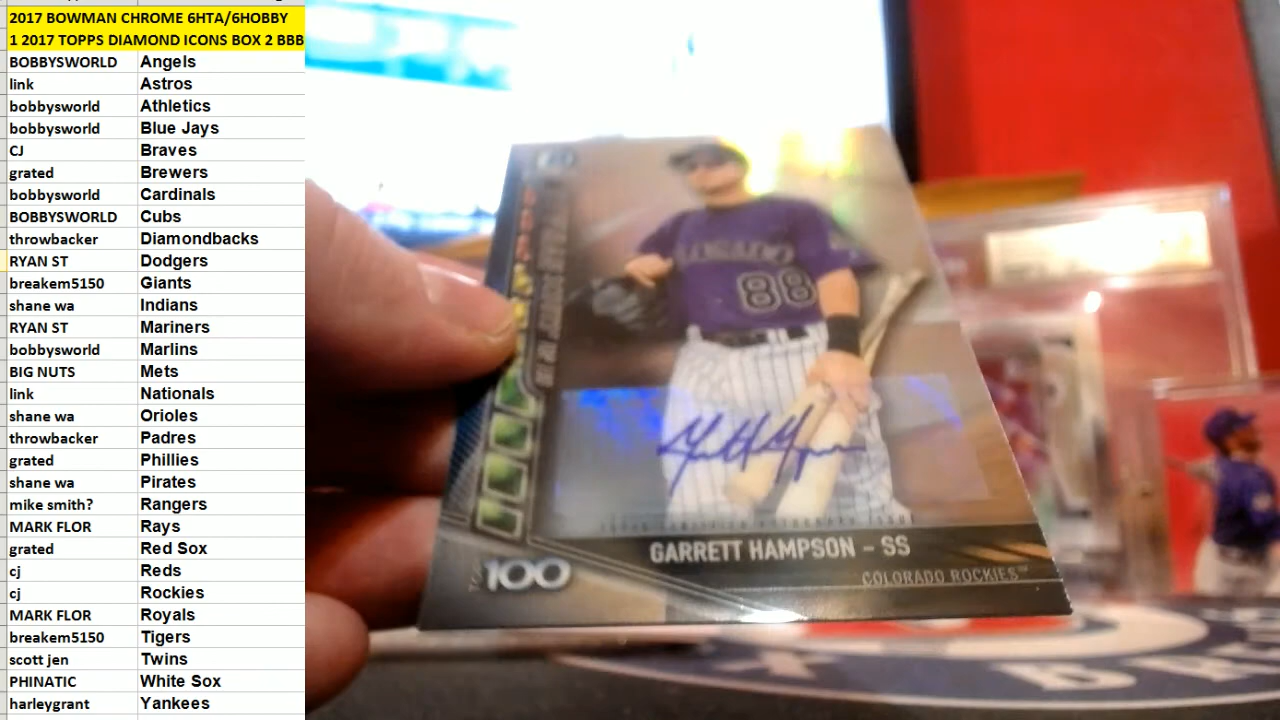 2017 BOWMAN CHROME 6HTA/6HOBBY
1 2017 TOPPS DIAMOND ICONS BOX 2 BBB
BOBBYSWORLD Angels
link Astros
bobbysworld Athletics
bobbysworld Blue Jays
CJ Braves
grated Brewers
bobbysworld Cardinals
BOBBYSWORLD Cubs
throwbacker Diamondbacks
RYAN ST Dodgers
breakem5150 Giants
shane wa Indians
RYAN ST Mariners
bobbysworld Marlins
BIG NUTS Mets
link Nationals
shane wa Orioles
throwbacker Padres
grated Phillies
shane wa Pirates
mike smith? Rangers
MARK FLOR Rays
grated Red Sox
cj Reds
cj Rockies
MARK FLOR Royals
breakem5150 Tigers
scott jen Twins
PHINATIC White Sox
harleygrant Yankees
88
GARRETT HAMPSON - SS
COLORADO ROCKIES™
100